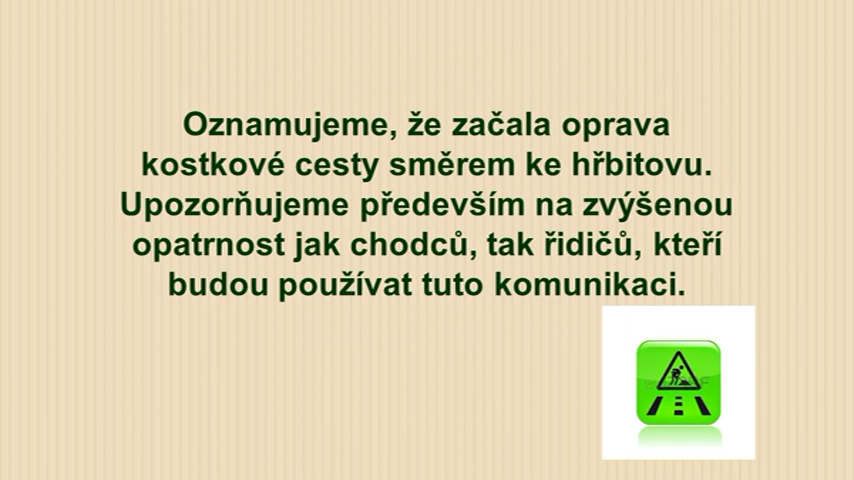 Oznamujeme, že začala oprava
kostkové cesty směrem ke hřbitovu.
Upozorňujeme především na zvýšenou
opatrnost jak chodců, tak řidičů, kteří
budou používat tuto komunikaci.